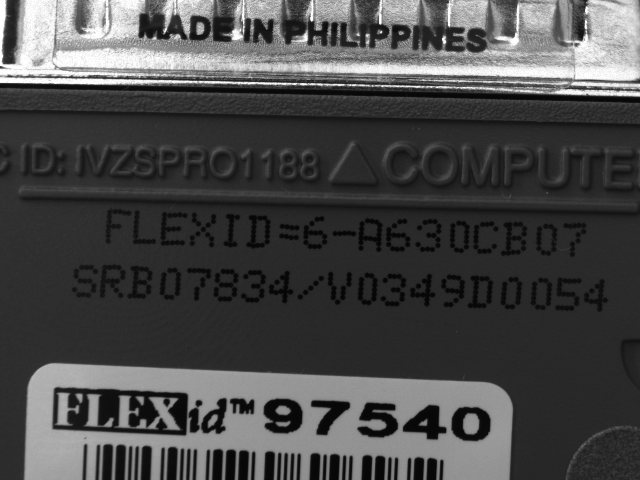 MADE IN PHILIPPINES
C ID: IVZSPRO1188 △ COMPUTE
FLEXID=6-A630CB07
SRB07834/V0349D0054
FLEXid™ 97540